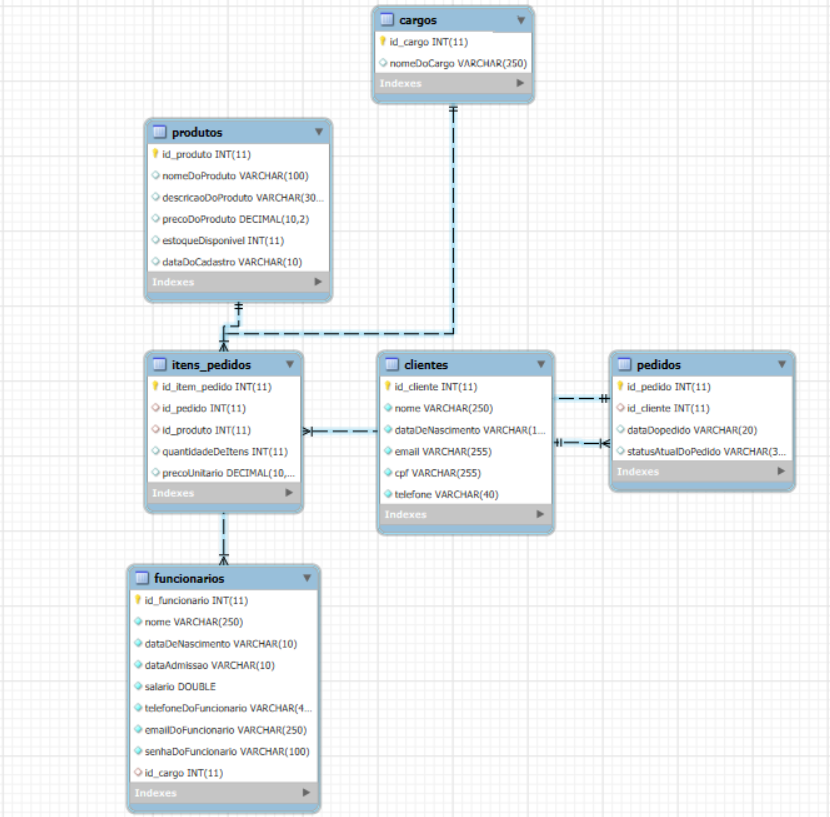 cargos
id_cargo INT(11)
nomeDoCargo VARCHAR(250)
Indexes
produtos
id_produto INT(11)
nomeDoProduto VARCHAR(100)
descricaoDoProduto VARCHAR(30...
precoDoProduto DECIMAL(10,2)
estoqueDisponivel INT(11)
dataDoCadastro VARCHAR(10)
Indexes
itens_pedidos
id_item_pedido INT(11)
id_pedido INT(11)
id_produto INT(11)
quantidadeDeItens INT(11)
precoUnitario DECIMAL(10,...
Indexes
clientes
id_cliente INT(11)
nome VARCHAR(250)
dataDeNascimento VARCHAR(1...
email VARCHAR(255)
cpf VARCHAR(255)
telefone VARCHAR(40)
Indexes
pedidos
id_pedido INT(11)
id_cliente INT(11)
dataDopedido VARCHAR(20)
statusAtualDoPedido VARCHAR(3...
Indexes
funcionarios
id_funcionario INT(11)
nome VARCHAR(250)
dataDeNascimento VARCHAR(10)
dataAdmissao VARCHAR(10)
salario DOUBLE
telefoneDoFuncionario VARCHAR(4...
emailDoFuncionario VARCHAR(250)
senhaDoFuncionario VARCHAR(100)
id_cargo INT(11)
Indexes